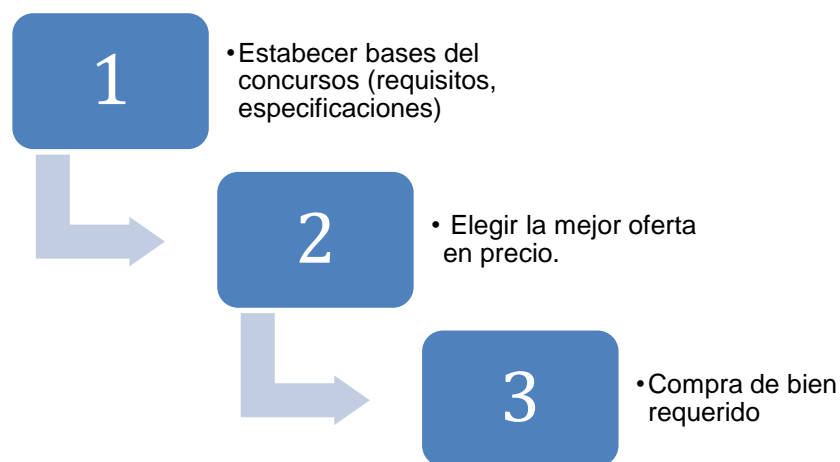 1
•Estabecer bases del
concursos (requisitos,
especificaciones)
2
• Elegir la mejor oferta
en precio.
3
•Compra de bien
requerido